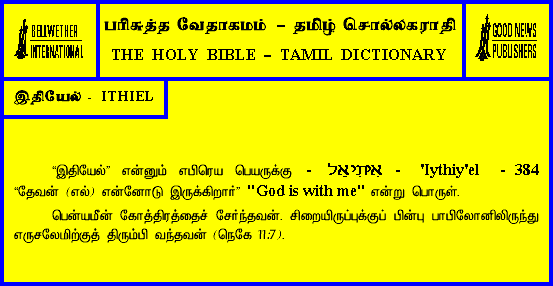 BELLWETHER
INTERNATIONAL
பரிசுத்த வேதாகமம் – தமிழ் சொல்லகராதி
THE HOLY BIBLE – TAMIL DICTIONARY
GOOD NEWS
PUBLISHERS
இதியேல் - ITHIEL
“இதியேல்” என்னும் எபிரெய பெயருக்கு - אִיתִיאֵל - 'Iythiy'el - 384
“தேவன் (எல்) என்னோடு இருக்கிறார்” "God is with me" என்று பொருள்.
பென்யமீன் கோத்திரத்தைச் சேர்ந்தவன். சிறையிருப்புக்குப் பின்பு பாபிலோனிலிருந்து
எருசலேமிற்குத் திரும்பி வந்தவன் (நெகே 11:7).